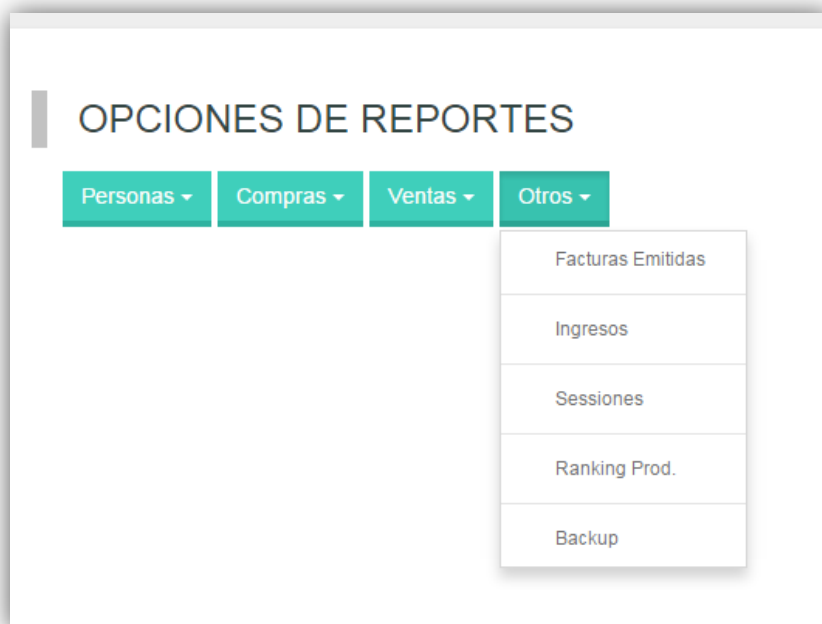 OPCIONES DE REPORTES
Personas Compras Ventas Otros
Facturas Emitidas
Ingresos
Sessiones
Ranking Prod.
Backup